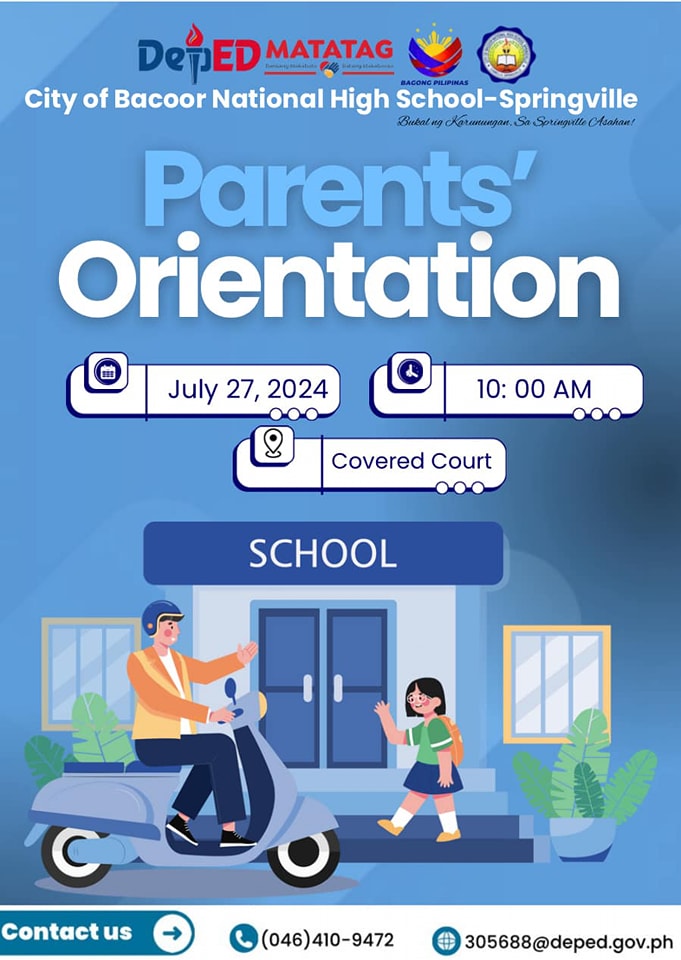 DepED MATATAG
BAGONG PILIPINAS
City of Bacoor National High School-Springville
Bukal ng Karunungan, Sa Springville Asahan!
Parents’
Orientation
July 27, 2024
10: 00 AM
Covered Court
SCHOOL
Contact us
(046)410-9472
305688@deped.gov.ph